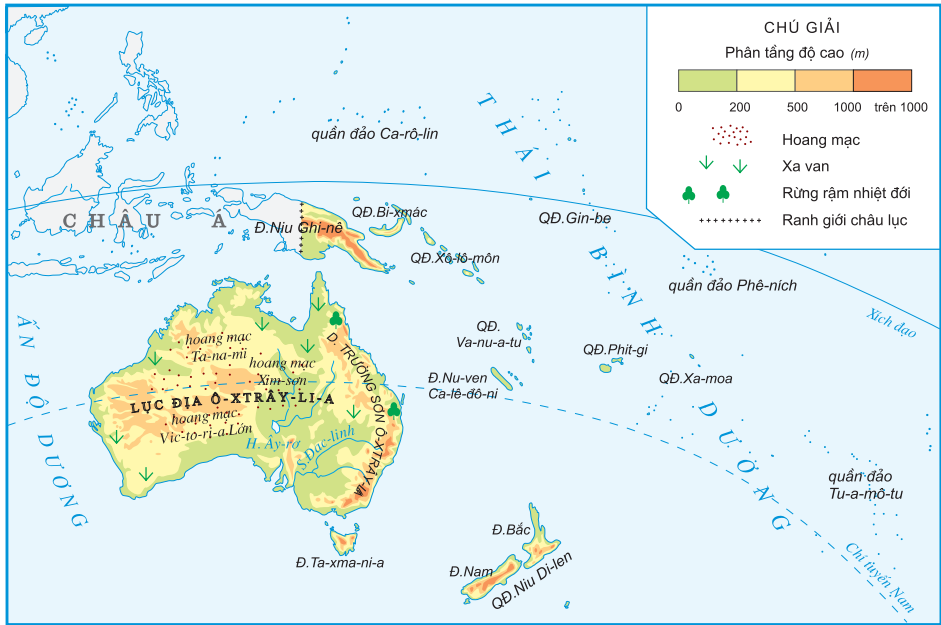 CHÚ GIẢI
Phân tầng độ cao (m)
0 200 500 1000 trên 1000
Hoang mạc
Xa van
Rừng rậm nhiệt đới
Ranh giới châu lục
THÁI
BÌNH
DƯƠNG
quần đảo Ca-rô-lin
CHÂU Á
Đ.Niu Ghi-nê
QĐ.Bi-xmác
QĐ.Xô-lô-môn
QĐ.Gin-be
quần đảo Phê-ních
Xích đạo
ẤN ĐỘ DƯƠNG
hoang mạc
Ta-na-mi
hoang mạc
Xim-sơn
LỤC ĐỊA Ô-XTRÂY-LI-A
hoang mạc
Vic-to-ri-a Lớn
H. Ây-rơ
S.Đac-linh
D. TRƯỜNG SƠN Ô-XTRÂY-LIA
QĐ.
Va-nu-a-tu
Đ.Nu-ven
Ca-lê-đô-ni
QĐ.Phit-gi
QĐ.Xa-moa
quần đảo
Tu-a-mô-tu
Đ.Ta-xma-ni-a
Đ.Bắc
Đ.Nam
QĐ.Niu Di-len
Chí tuyến Nam